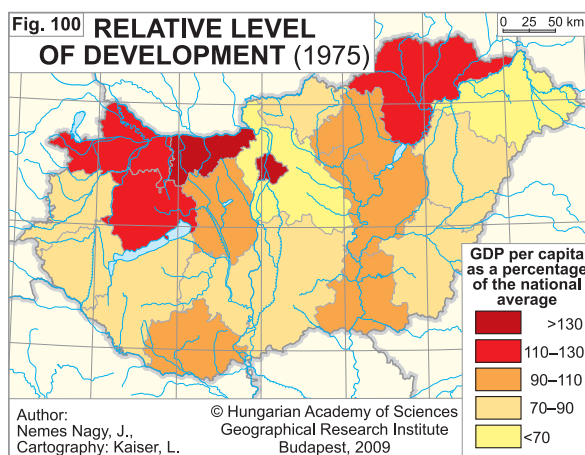 Fig. 100
RELATIVE LEVEL
OF DEVELOPMENT (1975)
0 25 50 km
GDP per capita
as a percentage
of the national
average
>130
110–130
90–110
70–90
<70
Author:
Nemes Nagy, J.,
Cartography: Kaiser, L.
© Hungarian Academy of Sciences
Geographical Research Institute
Budapest, 2009